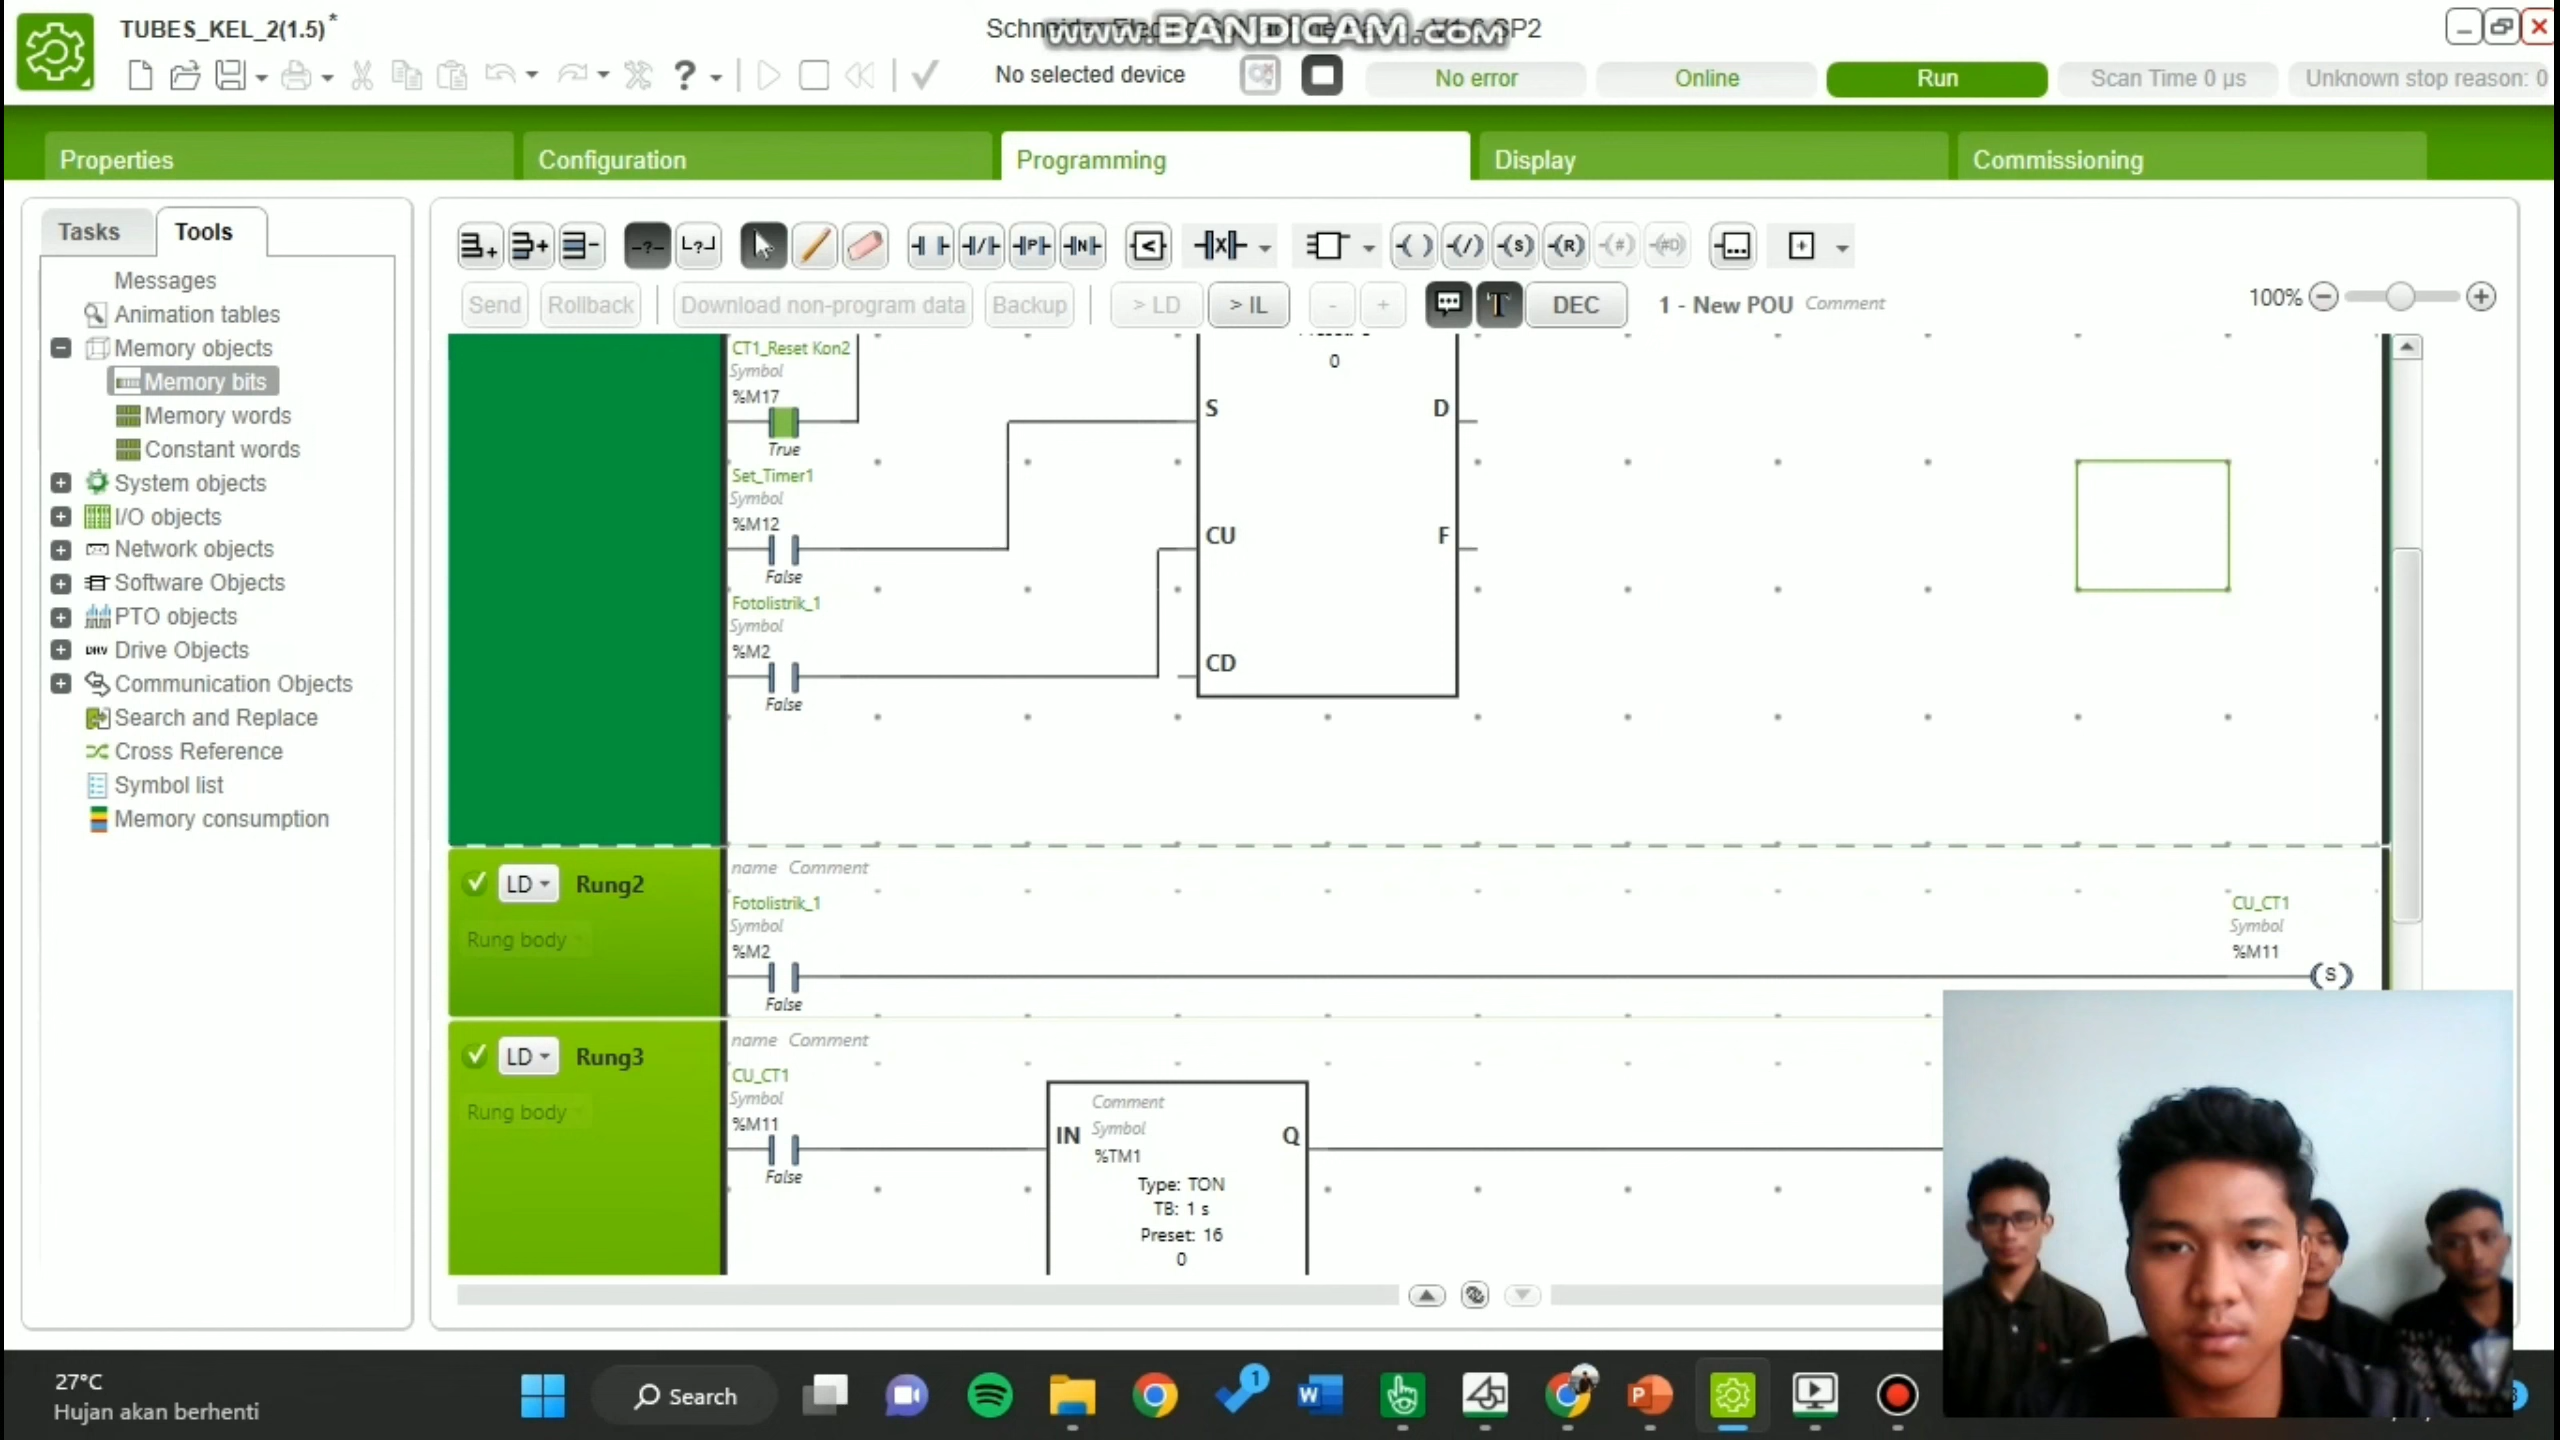 TUBES_KEL_2(1.5)*
www.BANDICAM.com
SP2
No selected device
No error
Online
Run
Scan Time 0 µs
Unknown stop reason: 0
Properties
Configuration
Programming
Display
Commissioning
Tasks
Tools
Messages
Animation tables
Memory objects
Memory bits
Memory words
Constant words
System objects
I/O objects
Network objects
Software Objects
PTO objects
DRV Drive Objects
Communication Objects
Search and Replace
Cross Reference
Symbol list
Memory consumption
Send
Rollback
Download non-program data
Backup
> LD
> IL
-
+
T
DEC
1 - New POU Comment
100%
CT1_Reset Kon2
Symbol
%M17
True
Set_Timer1
Symbol
%M12
False
Fotolistrik_1
Symbol
%M2
False
0
S
D
CU
F
CD
LD
Rung2
Rung body
name Comment
Fotolistrik_1
Symbol
%M2
False
CU_CT1
Symbol
%M11
(S)
LD
Rung3
Rung body
name Comment
CU_CT1
Symbol
%M11
False
IN
Comment
Symbol
%TM1
Q
Type: TON
TB: 1 s
Preset: 16
0
27°C
Hujan akan berhenti
Search
1